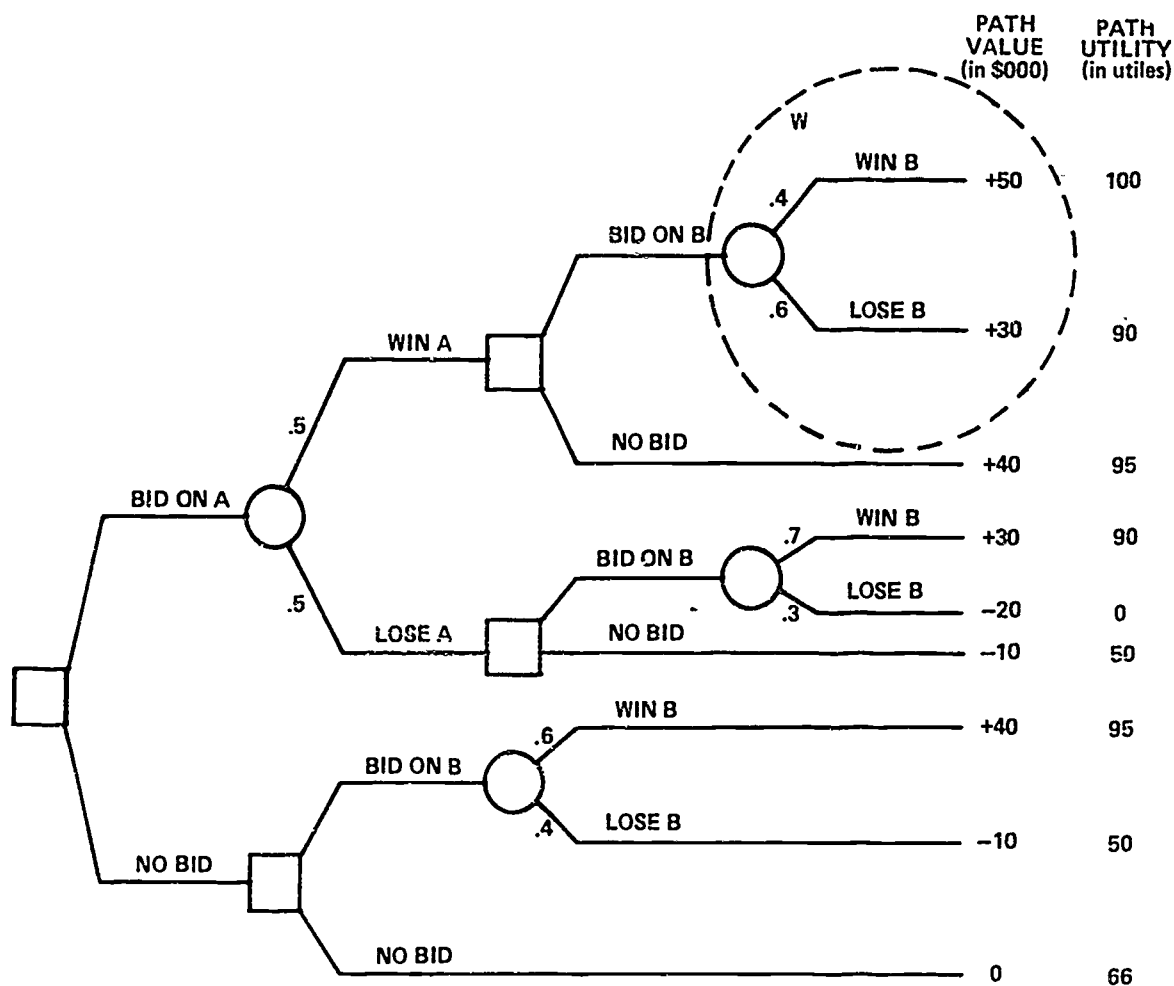 PATH VALUE (in $000)
PATH UTILITY (in utiles)
W
WIN B
+50
100
.4
BID ON B
.6
LOSE B
+30
90
WIN A
.5
NO BID
+40
95
BID ON A
WIN B
+30
90
.7
BID ON B
LOSE B
-20
0
.3
.5
LOSE A
NO BID
-10
50
WIN B
+40
95
.6
BID ON B
.4
LOSE B
-10
50
NO BID
NO BID
0
66